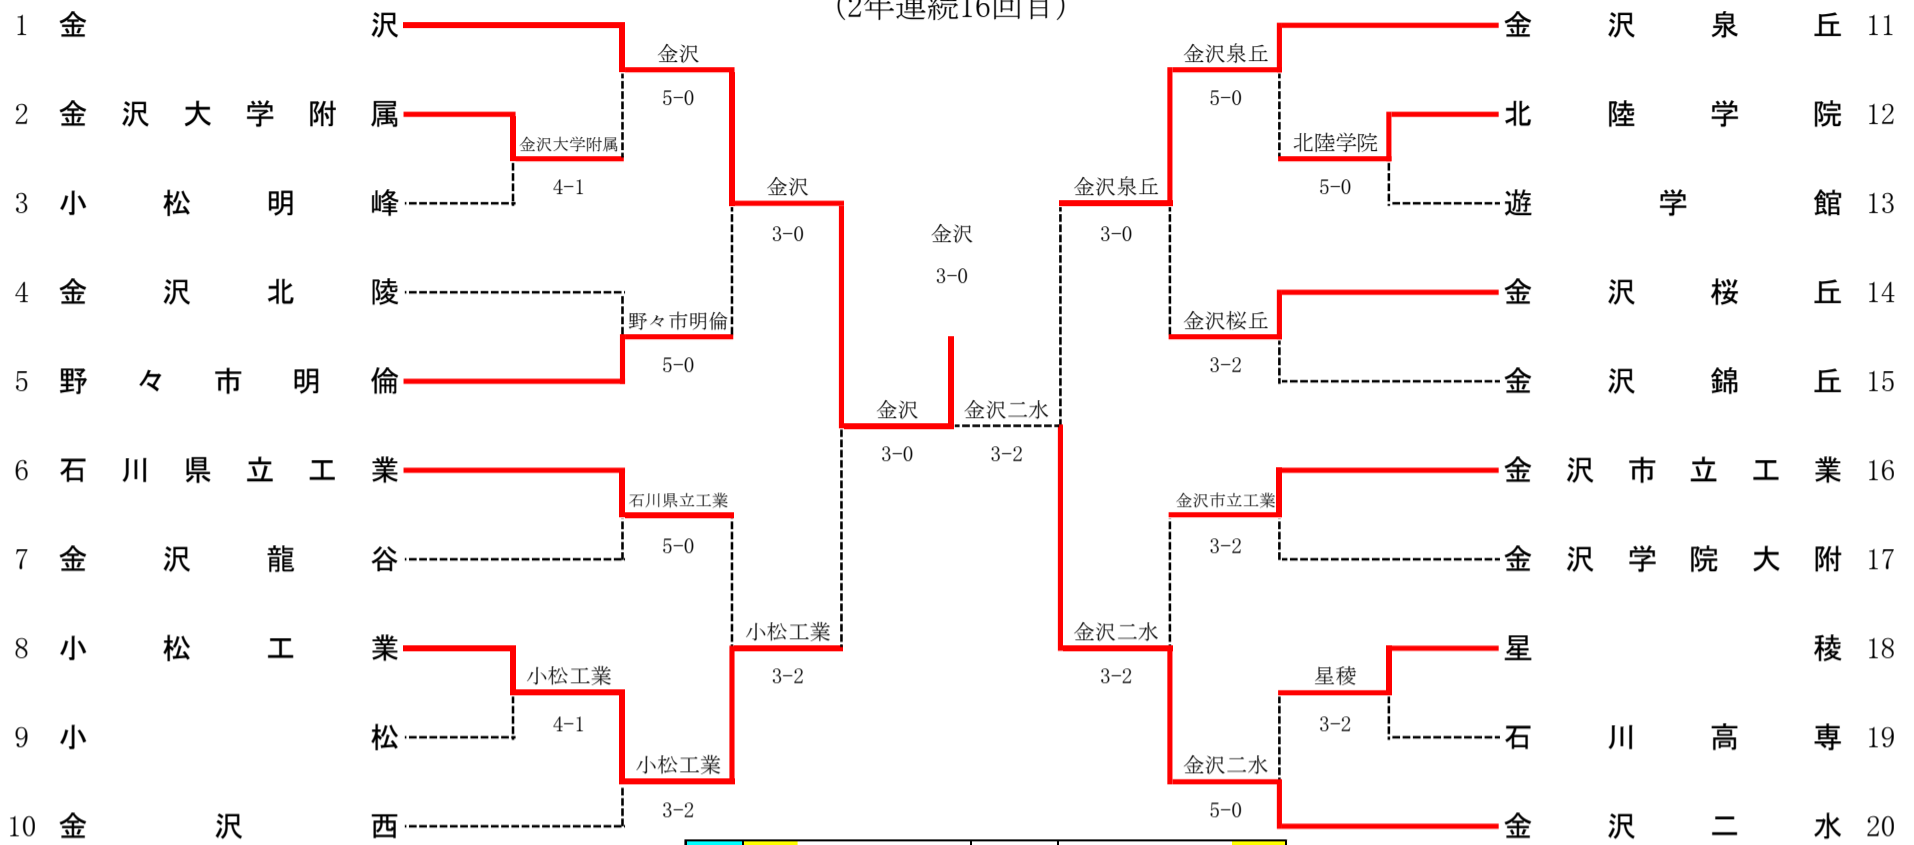 (2年連続16回目)
1 金沢
2 金沢大学附属
3 小松明峰
4 金沢北陵
5 野々市明倫
6 石川県立工業
7 金沢龍谷
8 小松工業
9 小松
10 金沢西
金沢
5-0
金沢大学附属
4-1
金沢
3-0
野々市明倫
5-0
石川県立工業
5-0
小松工業
3-2
小松工業
4-1
小松工業
3-2
金沢
3-0
金沢
3-0
金沢二水
3-2
金沢泉丘
3-0
金沢二水
3-2
金沢泉丘
5-0
北陸学院
5-0
金沢桜丘
3-2
金沢市立工業
3-2
星稜
3-2
金沢二水
5-0
金沢泉丘 11
北陸学院 12
遊学館 13
金沢桜丘 14
金沢錦丘 15
金沢市立工業 16
金沢学院大附 17
星稜 18
石川高専 19
金沢二水 20